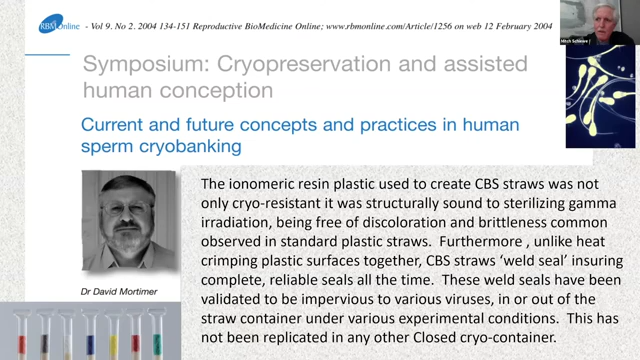 RBMOnline - Vol 9. No 2. 2004 134-151 Reproductive BioMedicine Online; www.rbmonline.com/Article/1256 on web 12 February 2004
Mitch Schiewe
Symposium: Cryopreservation and assisted
human conception
Current and future concepts and practices in human
sperm cryobanking
The ionomeric resin plastic used to create CBS straws was not
only cryo-resistant it was structurally sound to sterilizing gamma
irradiation, being free of discoloration and brittleness common
observed in standard plastic straws. Furthermore , unlike heat
crimping plastic surfaces together, CBS straws ‘weld seal’ insuring
complete, reliable seals all the time. These weld seals have been
validated to be impervious to various viruses, in or out of the
straw container under various experimental conditions. This has
not been replicated in any other Closed cryo-container.
Dr David Mortimer